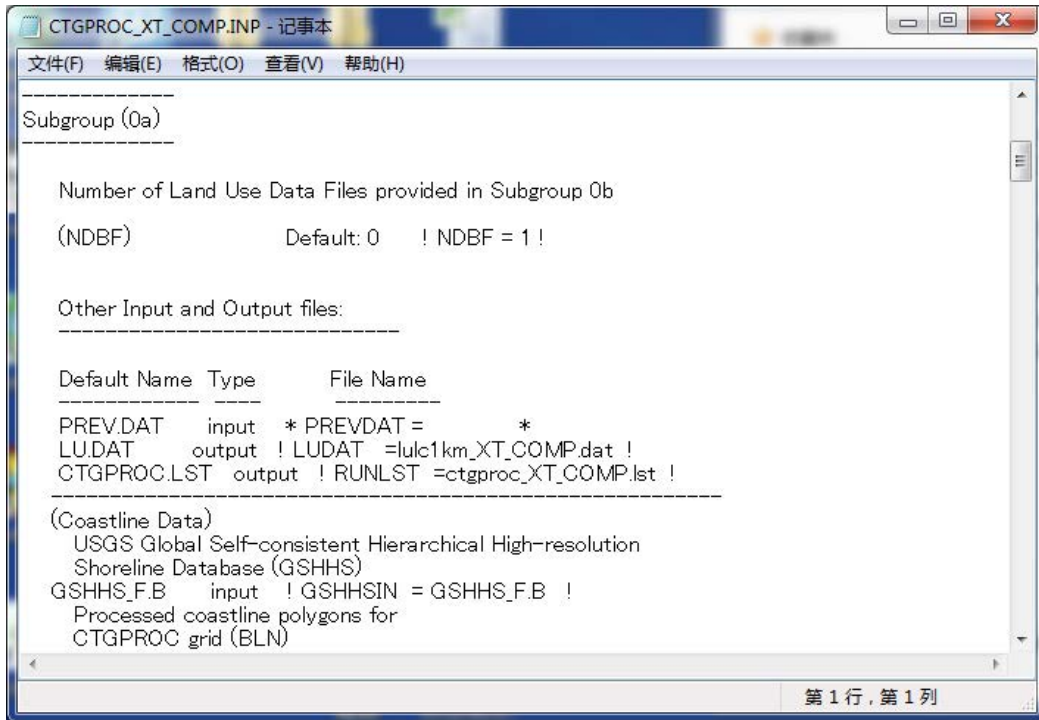 CTGPROC_XT_COMP.INP - 记事本
文件(F) 编辑(E) 格式(O) 查看(V) 帮助(H)
-------------
Subgroup (0a)
-------------
Number of Land Use Data Files provided in Subgroup 0b
(NDBF) Default: 0 ! NDBF = 1 !
Other Input and Output files:
-----------------------------
Default Name Type File Name
------------ ---- ---------
PREV.DAT input * PREVDAT = *
LU.DAT output ! LUDAT =lulc1km_XT_COMP.dat !
CTGPROC.LST output ! RUNLST =ctgproc_XT_COMP.lst !
---------------------------------------------------------
(Coastline Data)
USGS Global Self-consistent Hierarchical High-resolution
Shoreline Database (GSHHS)
GSHHS_F.B input ! GSHHSIN = GSHHS_F.B !
Processed coastline polygons for
CTGPROC grid (BLN)
第 1 行，第 1 列